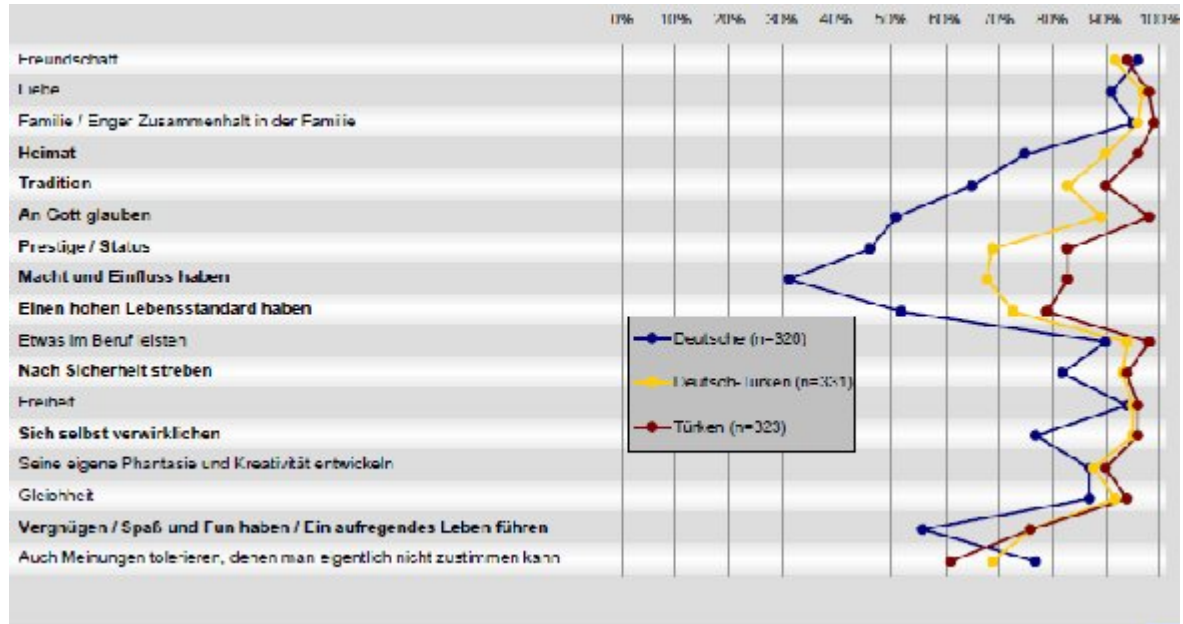 0% 10% 20% 30% 40% 50% 60% 70% 80% 90% 100%
Freundschaft
Liebe
Familie / Enger Zusammenhalt in der Familie
Heimat
Tradition
An Gott glauben
Prestige / Status
Macht und Einfluss haben
Einen hohen Lebensstandard haben
Etwas im Beruf leisten
Nach Sicherheit streben
Freiheit
Sich selbst verwirklichen
Seine eigene Phantasie und Kreativität entwickeln
Gleichheit
Vergnügen / Spaß und Fun haben / Ein aufregendes Leben führen
Auch Meinungen tolerieren, denen man eigentlich nicht zustimmen kann
Deutsche (n=320)
Deutsch-Türken (n=331)
Türken (n=323)